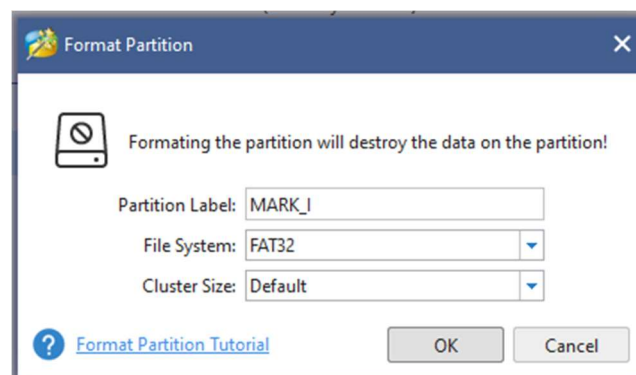 Format Partition
Formating the partition will destroy the data on the partition!
Partition Label: MARK_I
File System: FAT32
Cluster Size: Default
Format Partition Tutorial
OK
Cancel